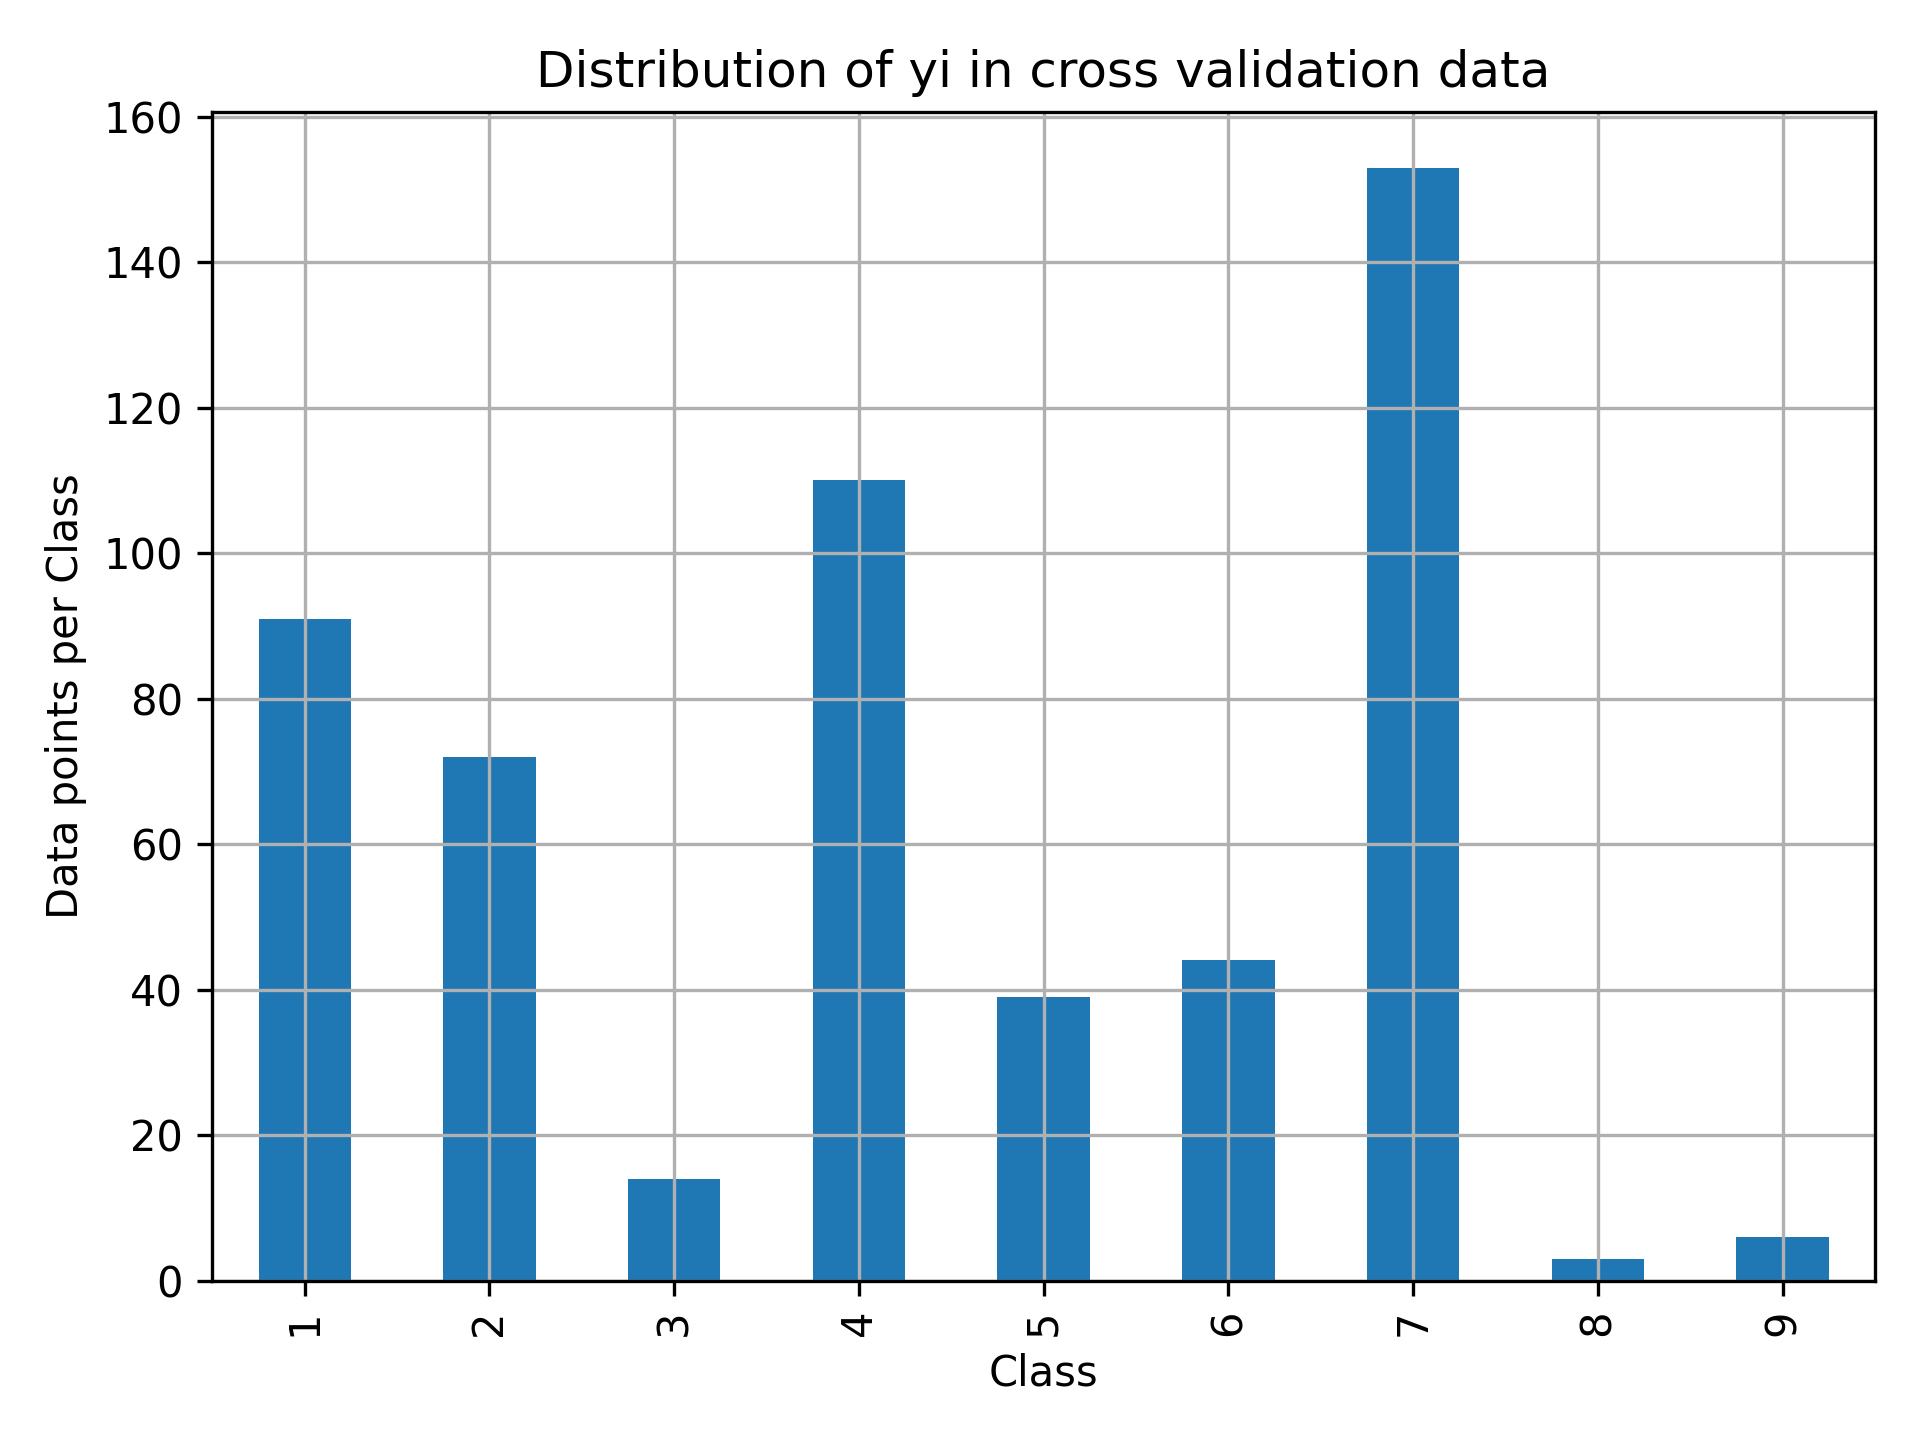 Distribution of yi in cross validation data
160
140
120
100
80
60
40
20
0
Data points per Class
1 2 3 4 5 6 7 8 9
Class